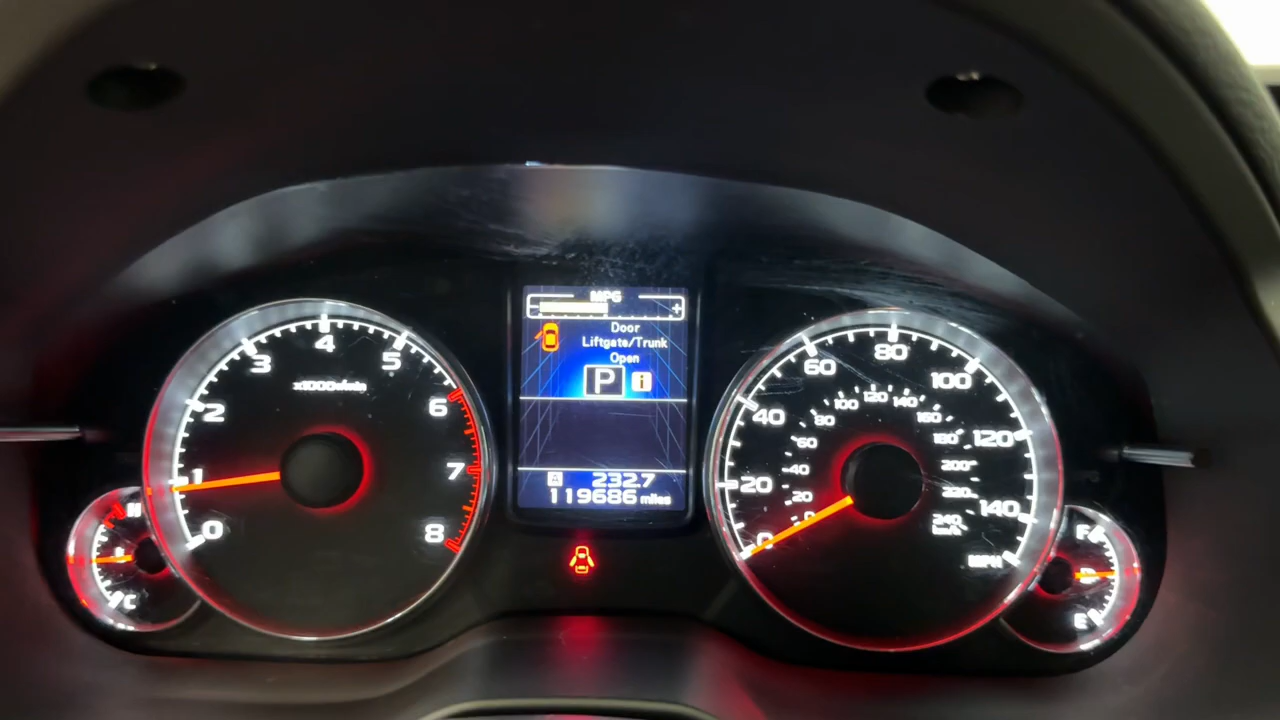 MPG
- +
Door
Liftgate/Trunk
Open
P i
A 232.7
119686 miles
0 1 2 3 4 5 6 7 8
x1000r/min
H
C
0 20 40 60 80 100 120 140
MPH
0 20 40 60 80 100 120 140 160 180 200 220 240
km/h
F
E